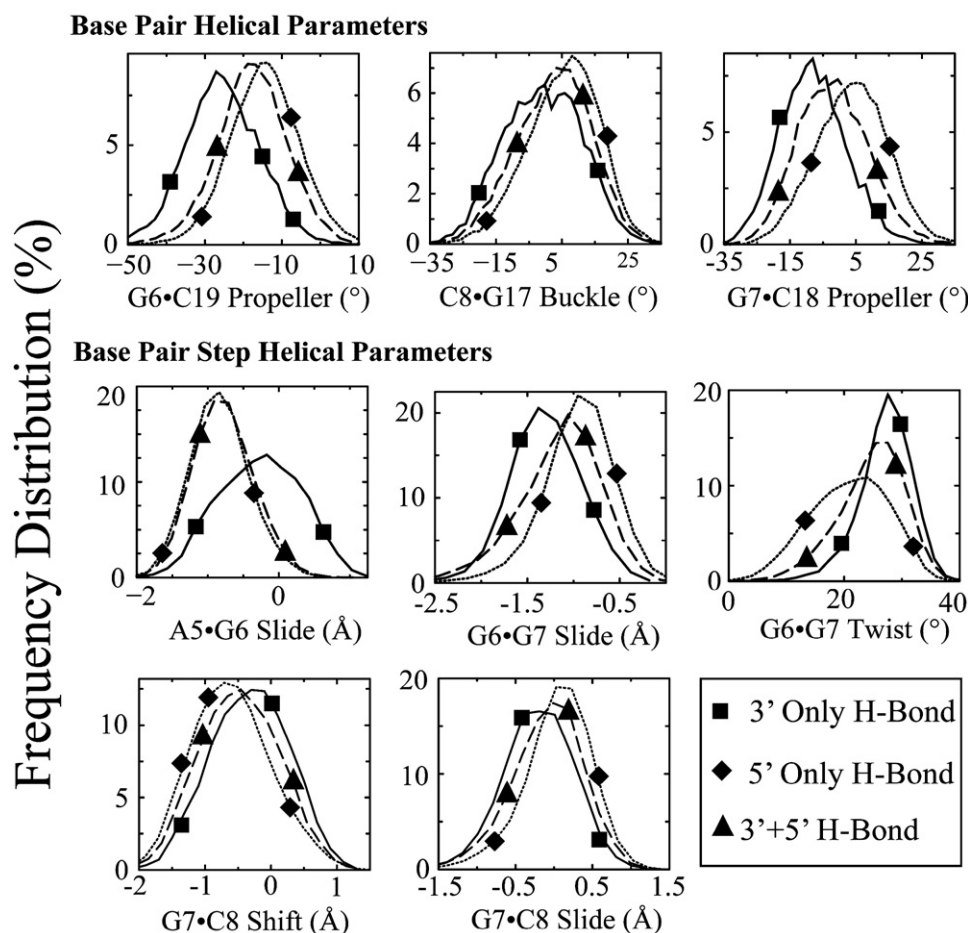 Base Pair Helical Parameters
Frequency Distribution (%)
5
−50 −30 −10 10
G6•C19 Propeller (°)
6
4
2
0
−35 5 25
C8•G17 Buckle (°)
5
-35 -15 5 25
G7•C18 Propeller (°)
Base Pair Step Helical Parameters
20
10
0
−2 0
A5•G6 Slide (Å)
20
10
0
-2.5 -1.5 -0.5
G6•G7 Slide (Å)
20
10
0
0 20 40
G6•G7 Twist (°)
10
5
0
-2 -1 0 1
G7•C8 Shift (Å)
20
10
0
-1.5 -0.5 0.5 1.5
G7•C8 Slide (Å)
3' Only H-Bond
5' Only H-Bond
3'+5' H-Bond